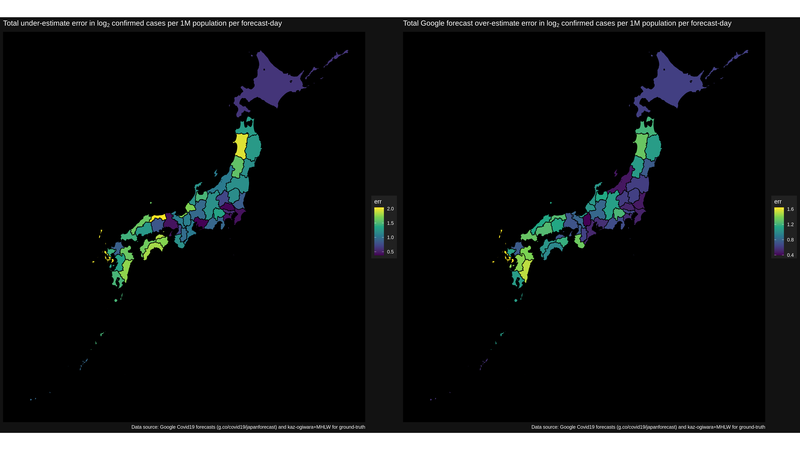 Total under-estimate error in log₂ confirmed cases per 1M population per forecast-day
Total Google forecast over-estimate error in log₂ confirmed cases per 1M population per forecast-day
err
2.0
1.5
1.0
0.5
err
1.6
1.2
0.8
0.4
Data source: Google Covid19 forecasts (g.co/covid19/japanforecast) and kaz-ogiwara+MHLW for ground-truth
Data source: Google Covid19 forecasts (g.co/covid19/japanforecast) and kaz-ogiwara+MHLW for ground-truth